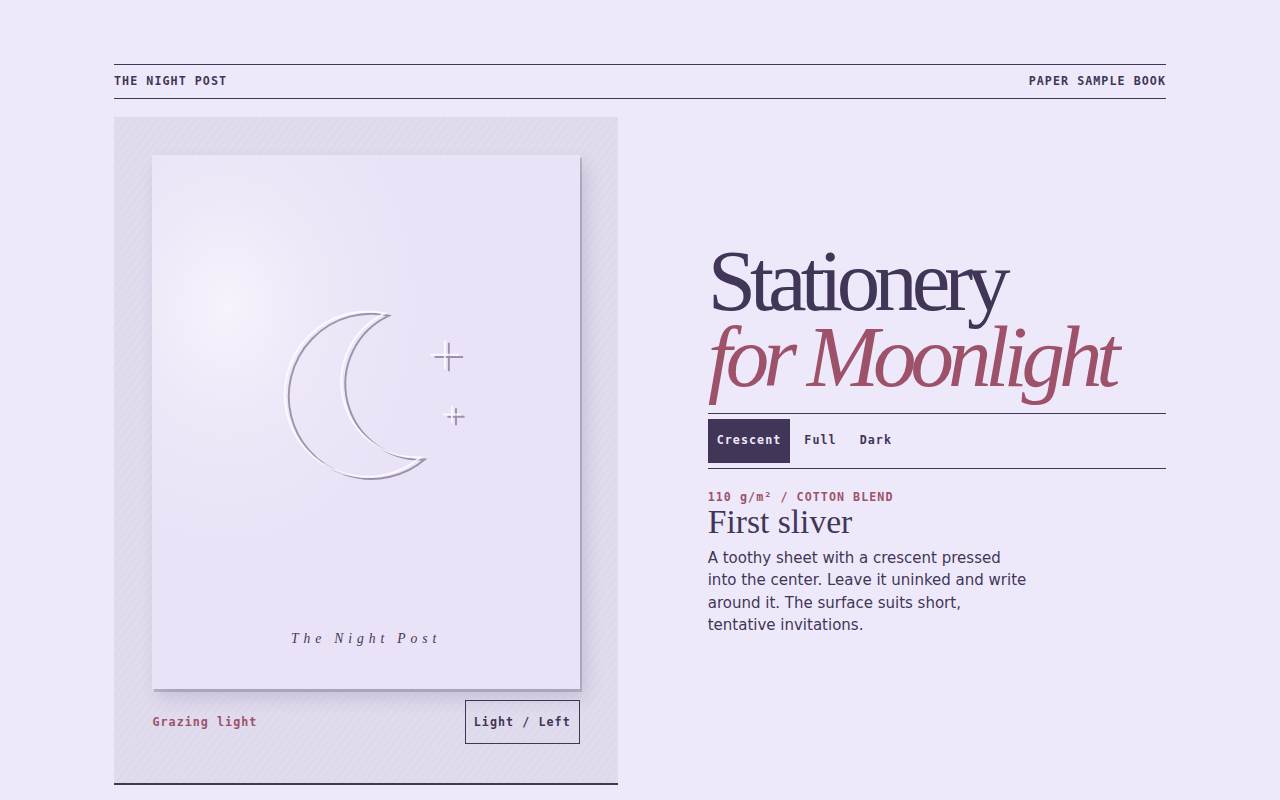 THE NIGHT POST
PAPER SAMPLE BOOK
The Night Post
Grazing light
Light / Left
Stationery
for Moonlight
Crescent Full Dark
110 g/m² / COTTON BLEND
First sliver
A toothy sheet with a crescent pressed
into the center. Leave it uninked and write
around it. The surface suits short,
tentative invitations.